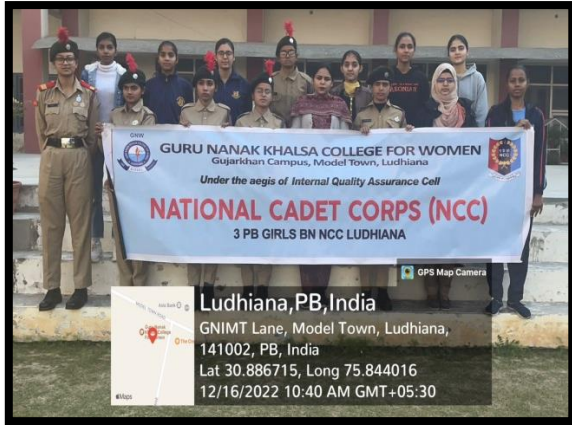 GNW
GURU NANAK KHALSA COLLEGE FOR WOMEN
Gujarkhan Campus, Model Town, Ludhiana
Under the aegis of Internal Quality Assurance Cell
NATIONAL CADET CORPS (NCC)
3 PB GIRLS BN NCC LUDHIANA
GPS Map Camera
Ludhiana,PB,India
GNIMT Lane, Model Town, Ludhiana,
141002, PB, India
Lat 30.886715, Long 75.844016
12/16/2022 10:40 AM GMT+05:30
Maps